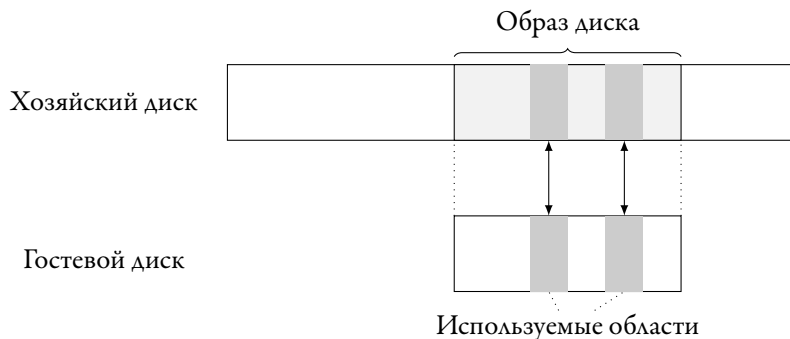 Образ диска
Хозяйский диск
Гостевой диск
Используемые области